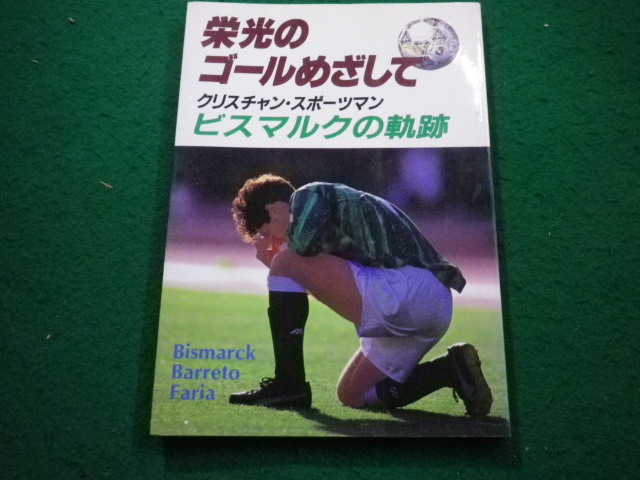 栄光の
ゴールめざして
クリスチャン・スポーツマン
ビスマルクの軌跡
Bismarck
Barreto
Faria